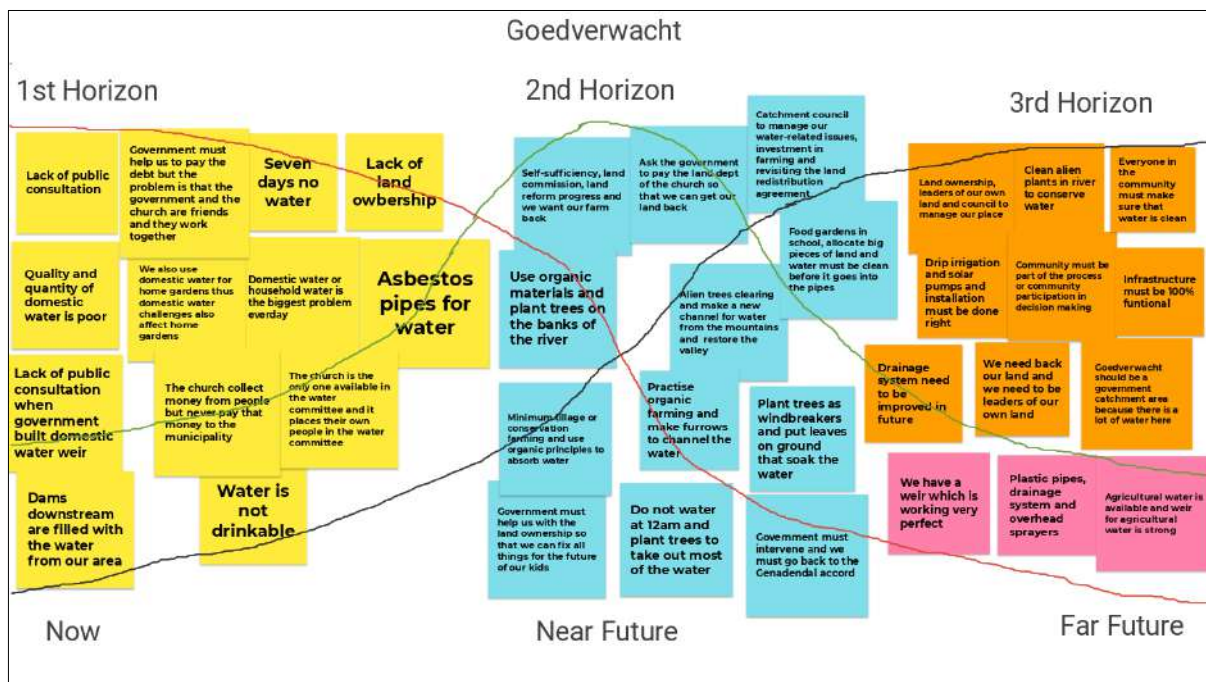 Goedverwacht
1st Horizon
2nd Horizon
3rd Horizon
Lack of public
consultation
Government must
help us to pay the
debt but the
problem is that the
government and the
church are friends
and they work
together
Seven
days no
water
Lack of
land
owbership
Quality and
quantity of
domestic
water is poor
We also use
domestic water for
home gardens thus
domestic water
challenges also
affect home
gardens
Domestic water or
household water is
the biggest problem
everday
Asbestos
pipes for
water
Lack of public
consultation
when
government
built domestic
water weir
The church collect
money from people
but never pay that
money to the
municipality
The church is the
only one available in
the water
committee and it
places their own
people in the water
committee
Dams
downstream
are filled with
the water
from our area
Water is
not
drinkable
Self-sufficiency, land
commission, land
reform progress and
we want our farm
back
Ask the government
to pay the land dept
of the church so
that we can get our
land back
Catchment council
to manage our
water-related issues,
investment in
farming and
revisiting the land
redistribution
agreement
Use organic
materials and
plant trees on
the banks of
the river
Alien trees clearing
and make a new
channel for water
from the mountains
and restore the
valley
Food gardens in
school, allocate big
pieces of land and
water must be clean
before it goes into
the pipes
Minimum tillage or
conservation
farming and use
organic principles to
absorb water
Practise
organic
farming and
make furrows
to channel the
water
Plant trees as
windbreakers
and put leaves
on ground
that soak the
water
Government must
help us with the
land ownership so
that we can fix all
things for the future
of our kids
Do not water
at 12am and
plant trees to
take out most
of the water
Government must
intervene and we
must go back to the
Genadendal accord
Land ownership,
leaders of our own
land and council to
manage our place
Clean alien
plants in river
to conserve
water
Everyone in
the
community
must make
sure that
water is clean
Drip irrigation
and solar
pumps and
installation
must be done
right
Community must be
part of the process
or community
participation in
decision making
Infrastructure
must be 100%
funtional
Drainage
system need
to be
improved in
future
We need back
our land and
we need to be
leaders of our
own land
Goedverwacht
should be a
government
catchment area
because there is a
lot of water here
We have a
weir which is
working very
perfect
Plastic pipes,
drainage
system and
overhead
sprayers
Agricultural water is
available and weir
for agricultural
water is strong
Now
Near Future
Far Future